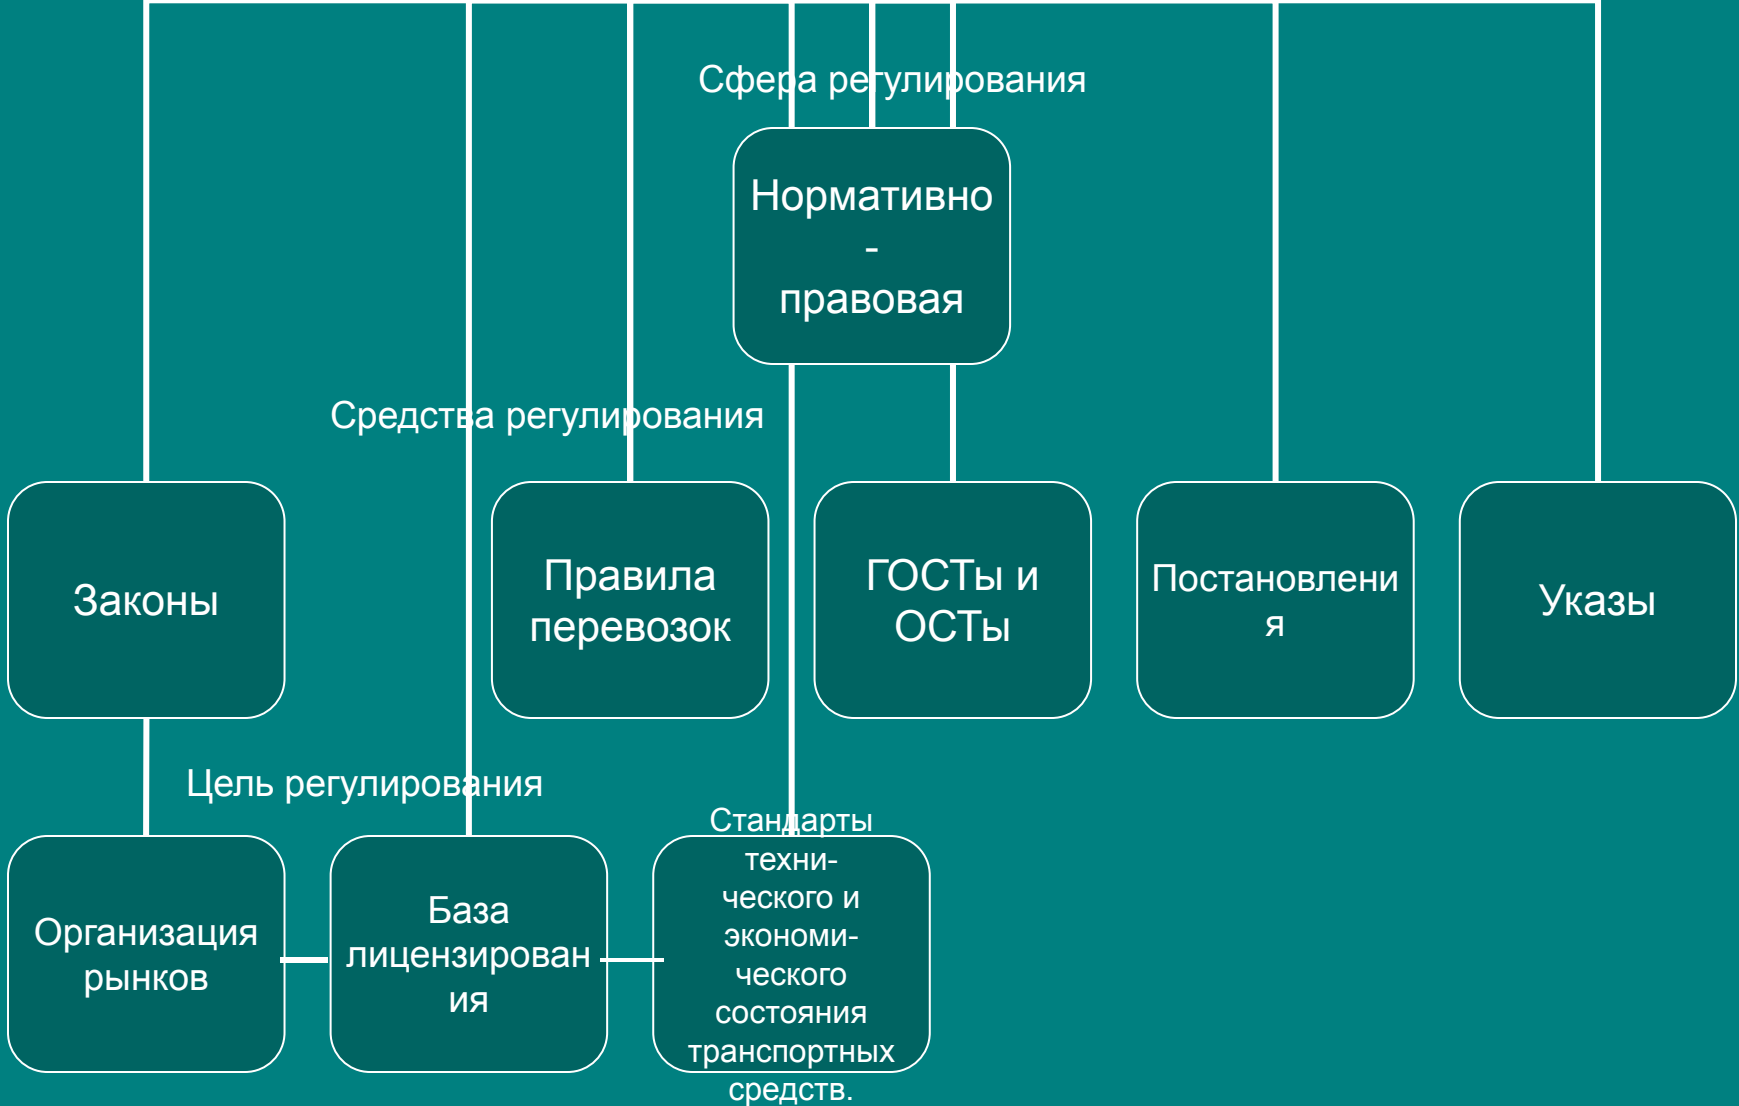 Сфера регулирования
Нормативно
-
правовая
Средства регулирования
Законы
Правила
перевозок
ГОСТы и
ОСТы
Постановлени
я
Указы
Цель регулирования
Организация
рынков
База
лицензирован
ия
Стандарты
техни-
ческого и
экономи-
ческого
состояния
транспортных
средств.